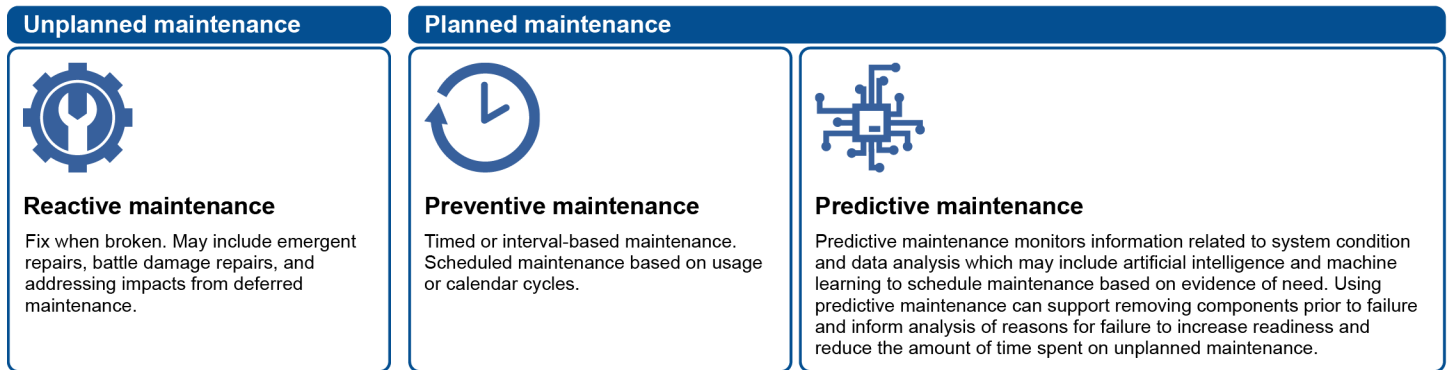 Unplanned maintenance
Planned maintenance
Reactive maintenance
Fix when broken. May include emergent
repairs, battle damage repairs, and
addressing impacts from deferred
maintenance.
Preventive maintenance
Timed or interval-based maintenance.
Scheduled maintenance based on usage
or calendar cycles.
Predictive maintenance
Predictive maintenance monitors information related to system condition
and data analysis which may include artificial intelligence and machine
learning to schedule maintenance based on evidence of need. Using
predictive maintenance can support removing components prior to failure
and inform analysis of reasons for failure to increase readiness and
reduce the amount of time spent on unplanned maintenance.